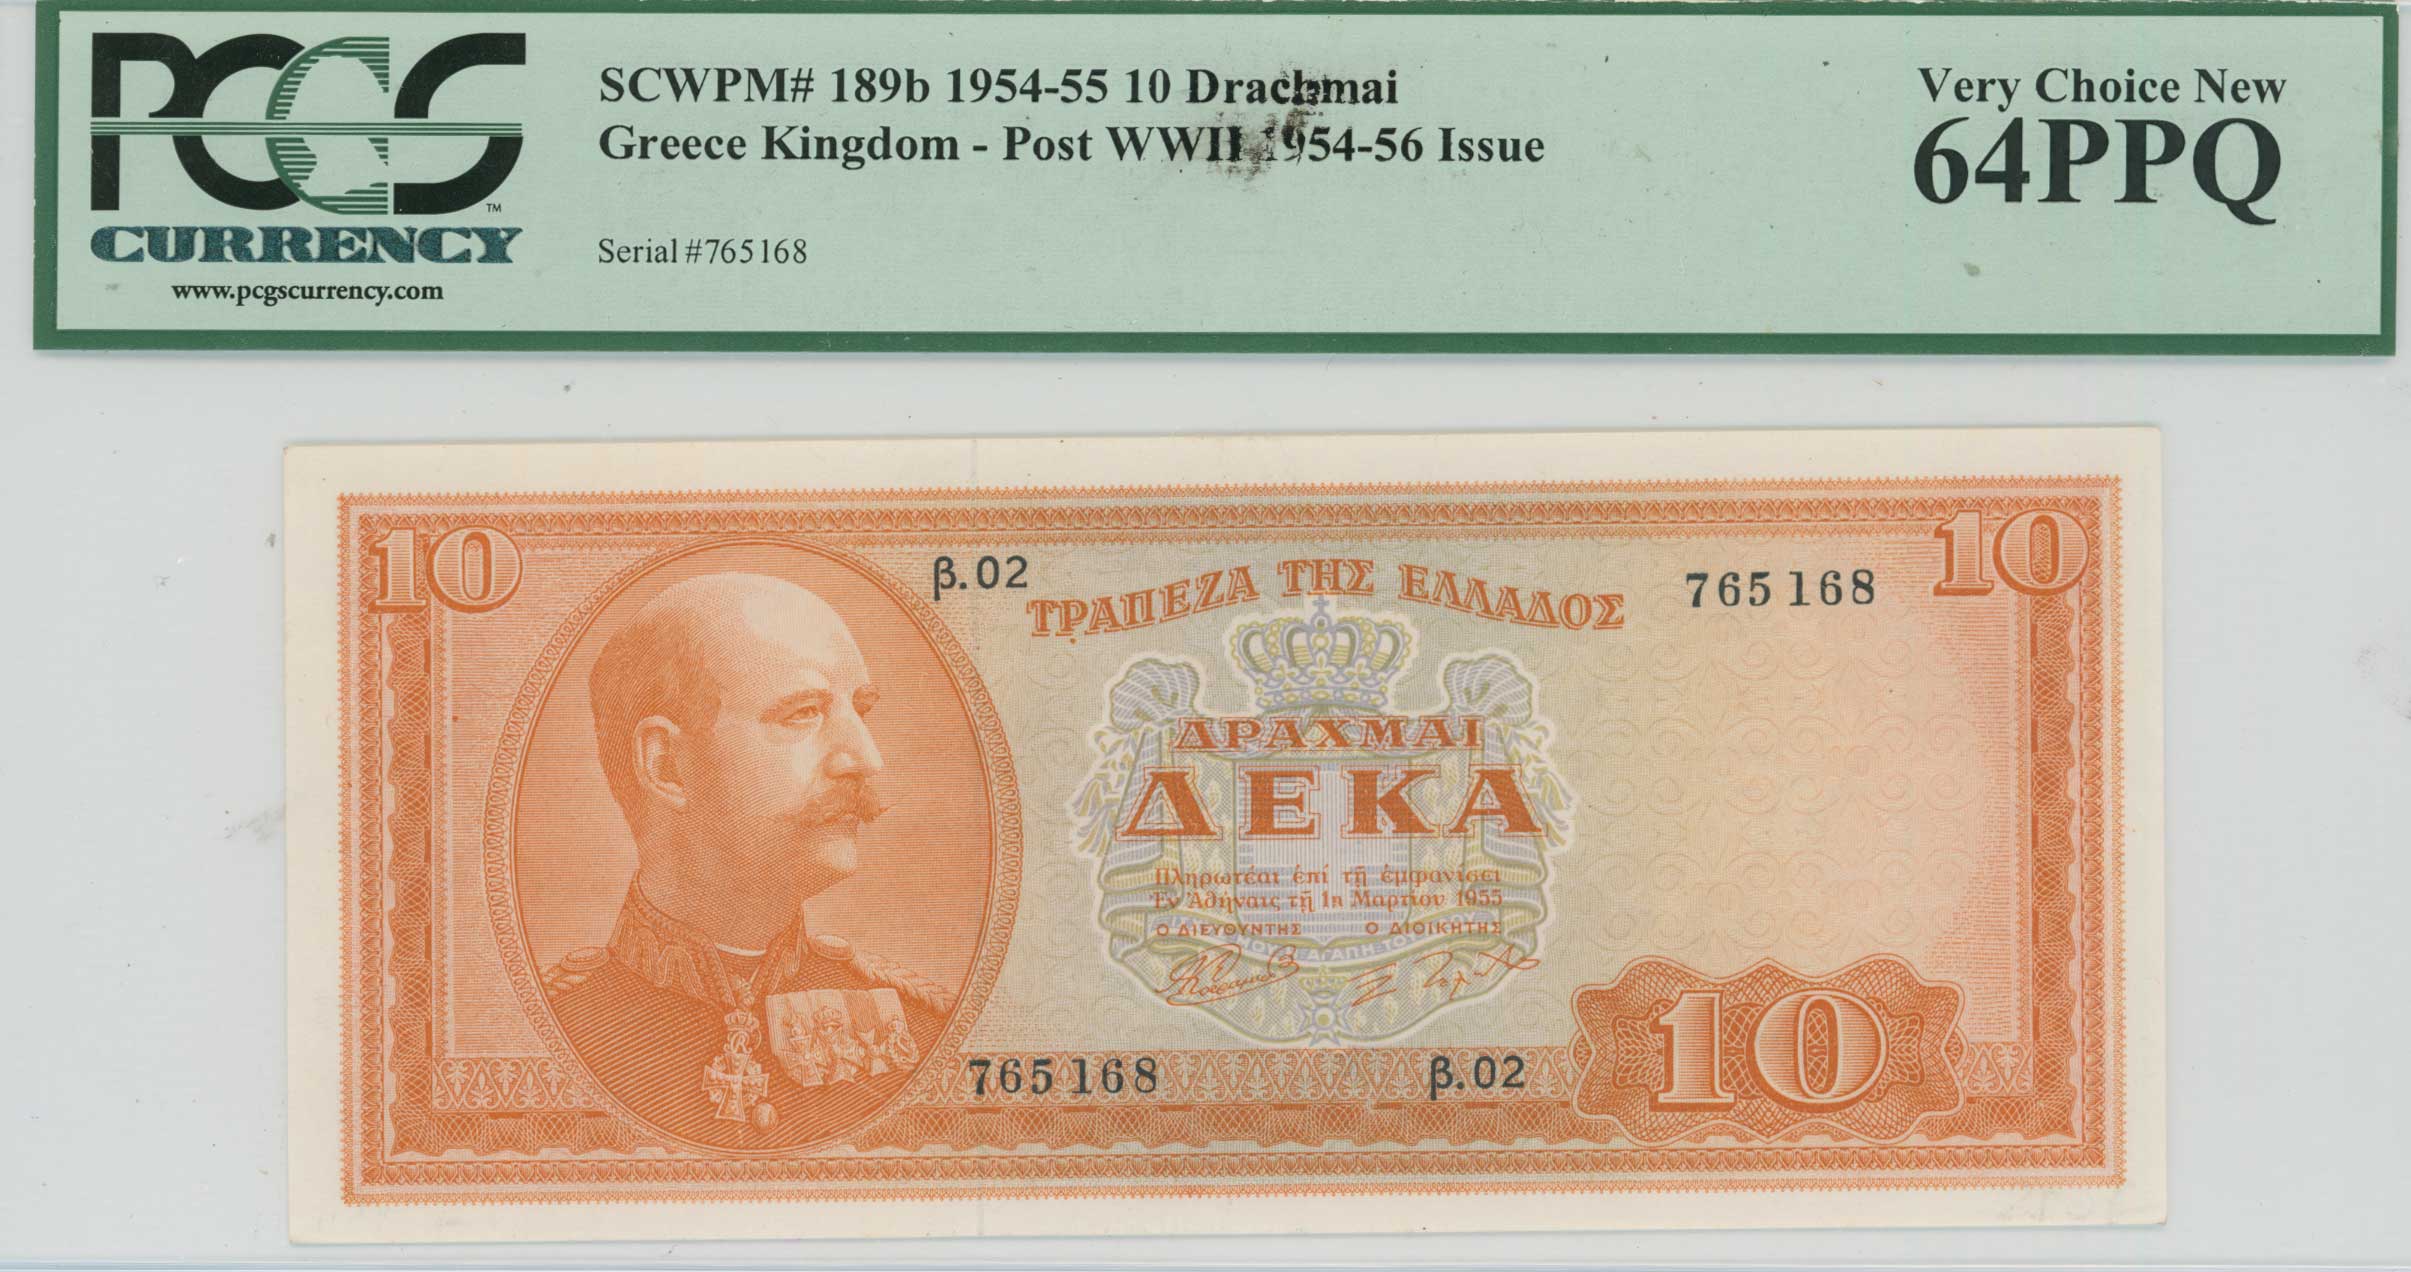 PCGS
CURRENCY
TM
www.pcgscurrency.com
SCWPM# 189b 1954-55 10 Drachmai
Greece Kingdom - Post WWII 1954-56 Issue
Serial #765168
Very Choice New
64PPQ
10
β.02
ΤΡΑΠΕΖΑ ΤΗΣ ΕΛΛΑΔΟΣ
765168
10
ΔΡΑΧΜΑΙ
ΔΕΚΑ
Πληρωτέαι ἐπί τῇ ἐμφανίσει
Ἐν Ἀθήναις τῇ 1ῃ Μαρτίου 1955
Ο ΔΙΕΥΘΥΝΤΗΣ Ο ΔΙΟΙΚΗΤΗΣ
765168
β.02
10